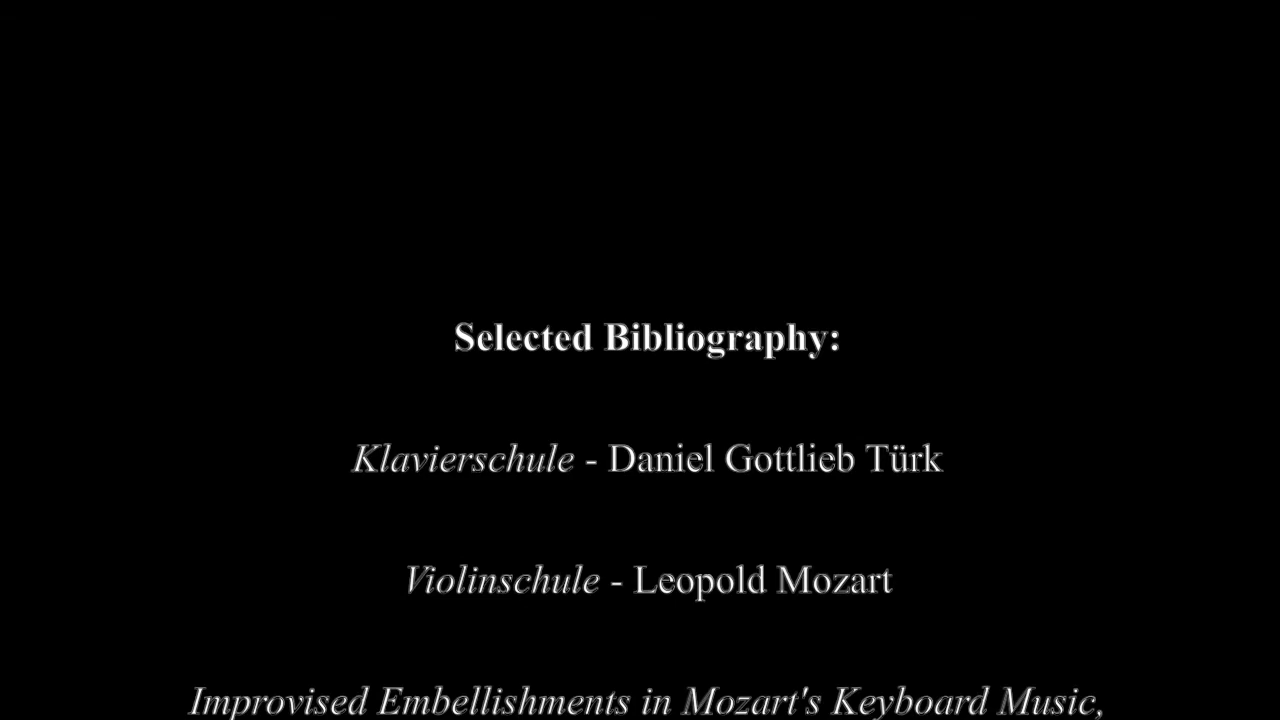 Selected Bibliography:
Klavierschule - Daniel Gottlieb Türk
Violinschule - Leopold Mozart
Improvised Embellishments in Mozart's Keyboard Music,